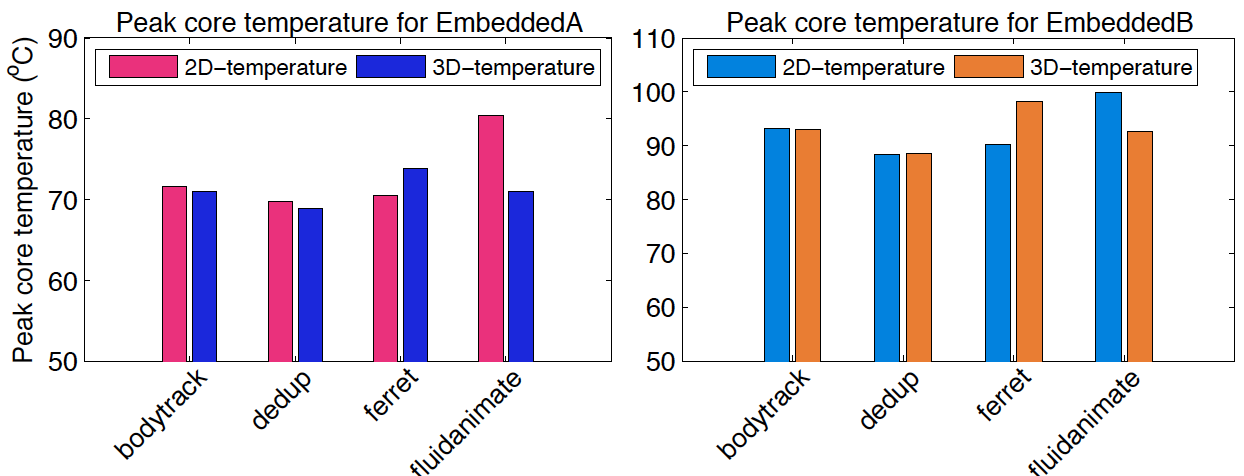 Peak core temperature for EmbeddedA
Peak core temperature (ºC)
90
80
70
60
50
2D−temperature
3D−temperature
bodytrack
dedup
ferret
fluidanimate
Peak core temperature for EmbeddedB
110
100
90
80
70
60
50
2D−temperature
3D−temperature
bodytrack
dedup
ferret
fluidanimate